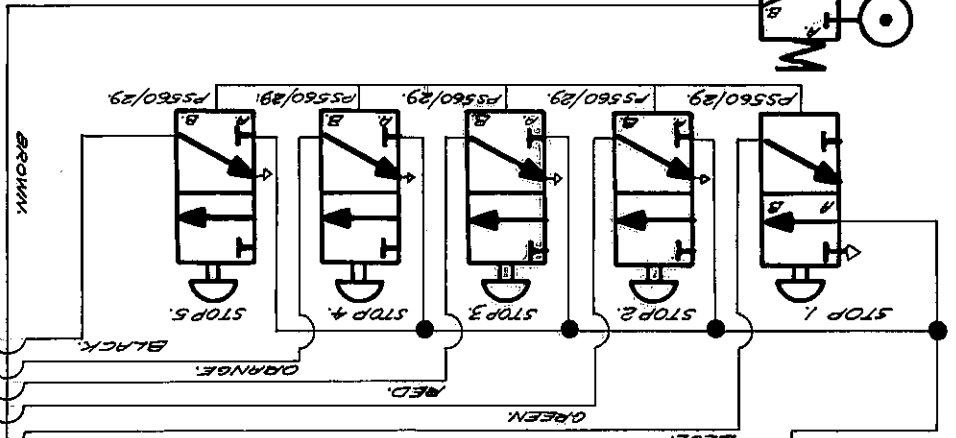 GREEN.
RED.
ORANGE.
BLACK.
STOP 1. STOP 2. STOP 3. STOP 4. STOP 5.
BROWN.
A B
A. B. A. B. A. B. A B.
PS560/29. PS560/29. PS560/29. PS560/29. PS560/29.
A. B.